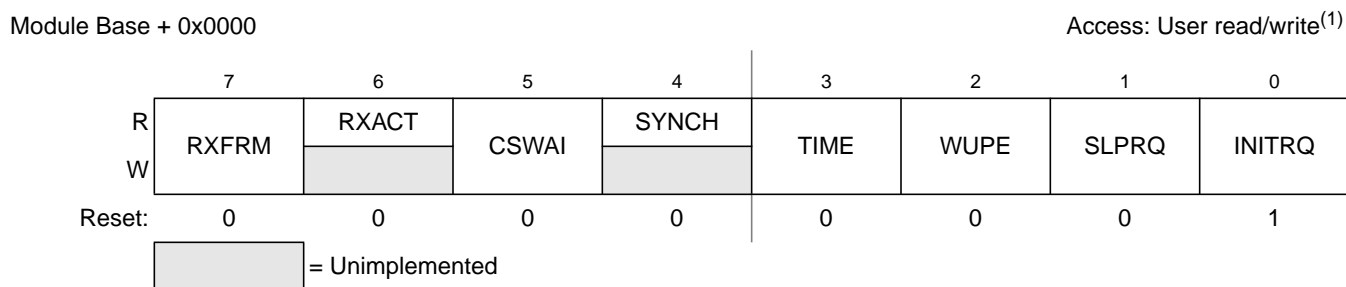 Module Base + 0x0000 Access: User read/write(1)
7 6 5 4 3 2 1 0
R RXFRM RXACT CSWAI SYNCH TIME WUPE SLPRQ INITRQ
W
Reset: 0 0 0 0 0 0 0 1
= Unimplemented